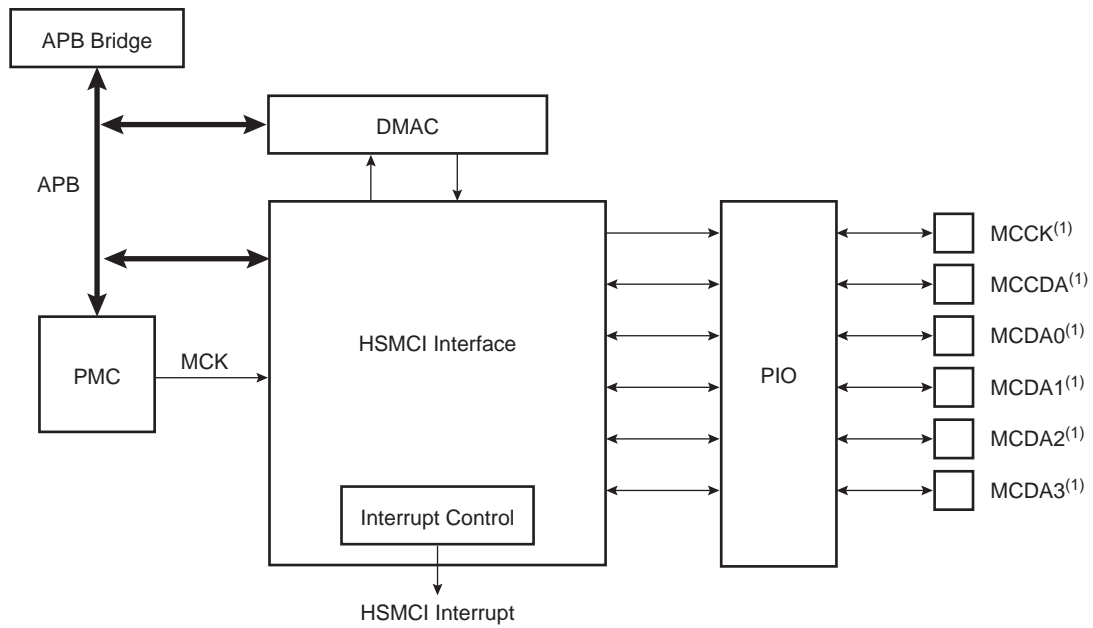 APB Bridge
DMAC
APB
MCCK(1)
MCCDA(1)
HSMCI Interface
MCDA0(1)
MCK
PMC
PIO
MCDA1(1)
MCDA2(1)
MCDA3(1)
Interrupt Control
HSMCI Interrupt